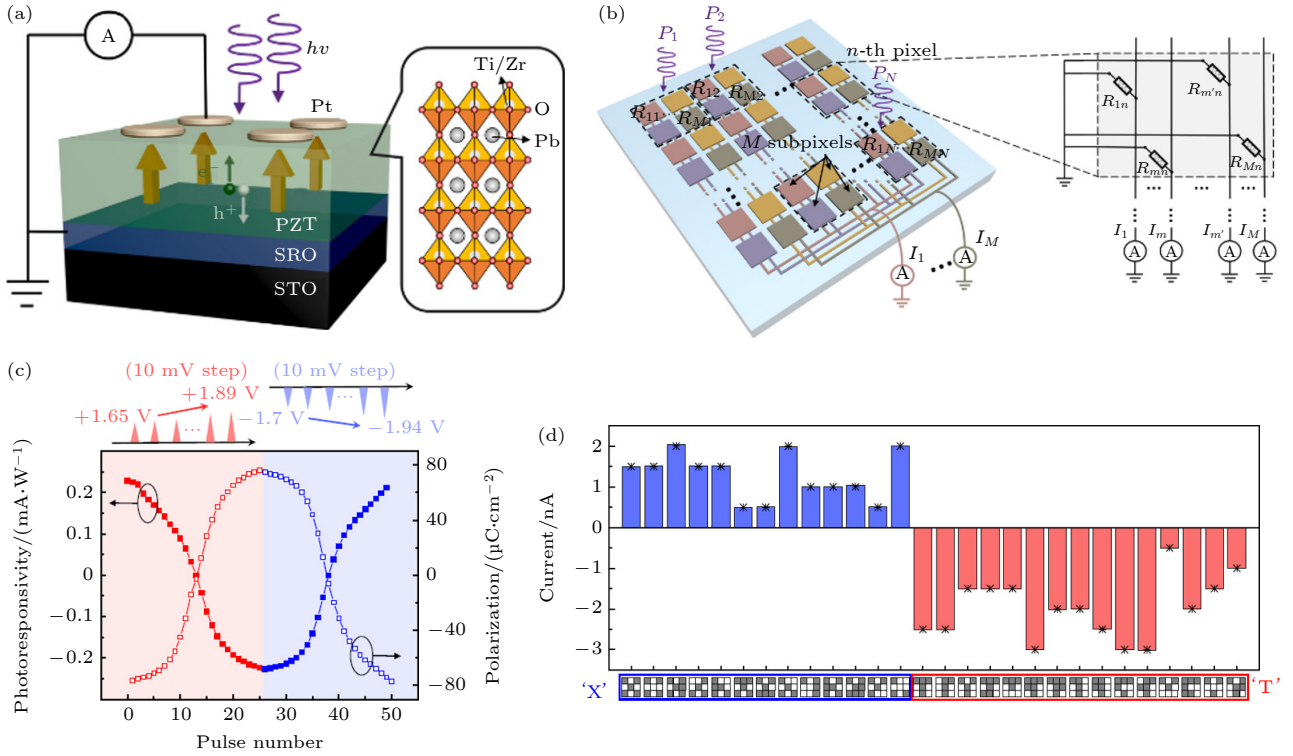 (a)
A
hν
Pt
e⁻
h⁺
PZT
SRO
STO
Ti/Zr
O
Pb
(b)
P₁
P₂
n-th pixel
P_N
R₁₁
R_M1
R₁₂
R_M2
M subpixels
R_1N
R_MN
I₁
A
I_M
A
R_1n
R_m′n
R_mn
R_Mn
I₁ I_m I_m′ I_M
A A A A
(c)
(10 mV step)
+1.89 V
+1.65 V
(10 mV step)
−1.7 V
−1.94 V
Photoresponsivity/(mA·W⁻¹)
0.2
0.1
0
−0.1
−0.2
80
40
0
−40
−80
Polarization/(μC·cm⁻²)
0 10 20 30 40 50
Pulse number
(d)
Current/nA
2
1
0
−1
−2
−3
‘X’
‘T’